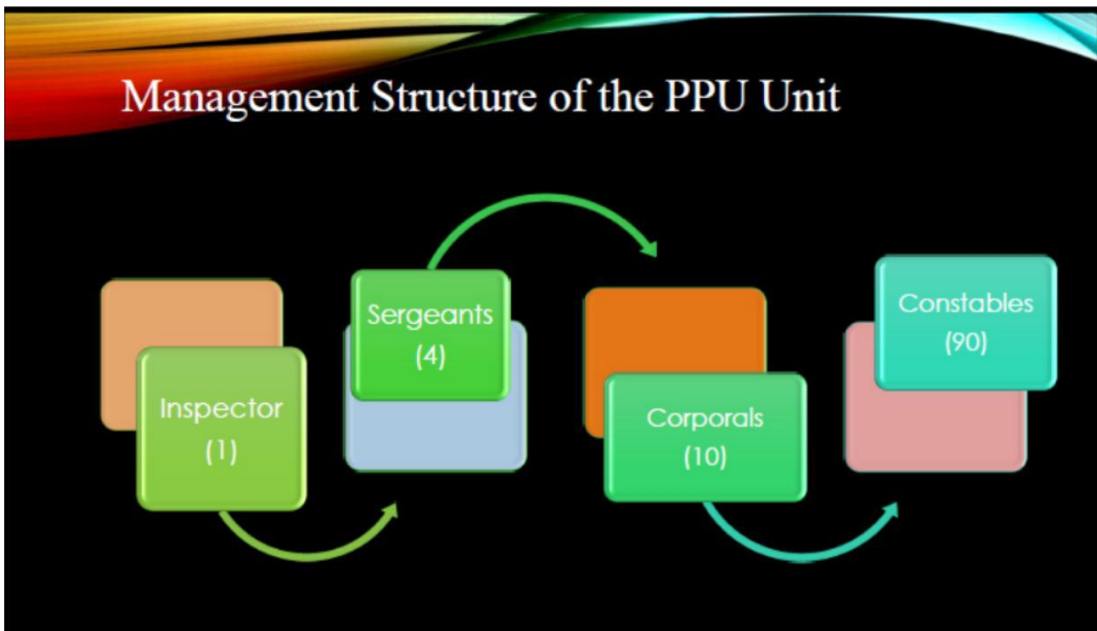 Management Structure of the PPU Unit
Inspector
(1)
Sergeants
(4)
Corporals
(10)
Constables
(90)